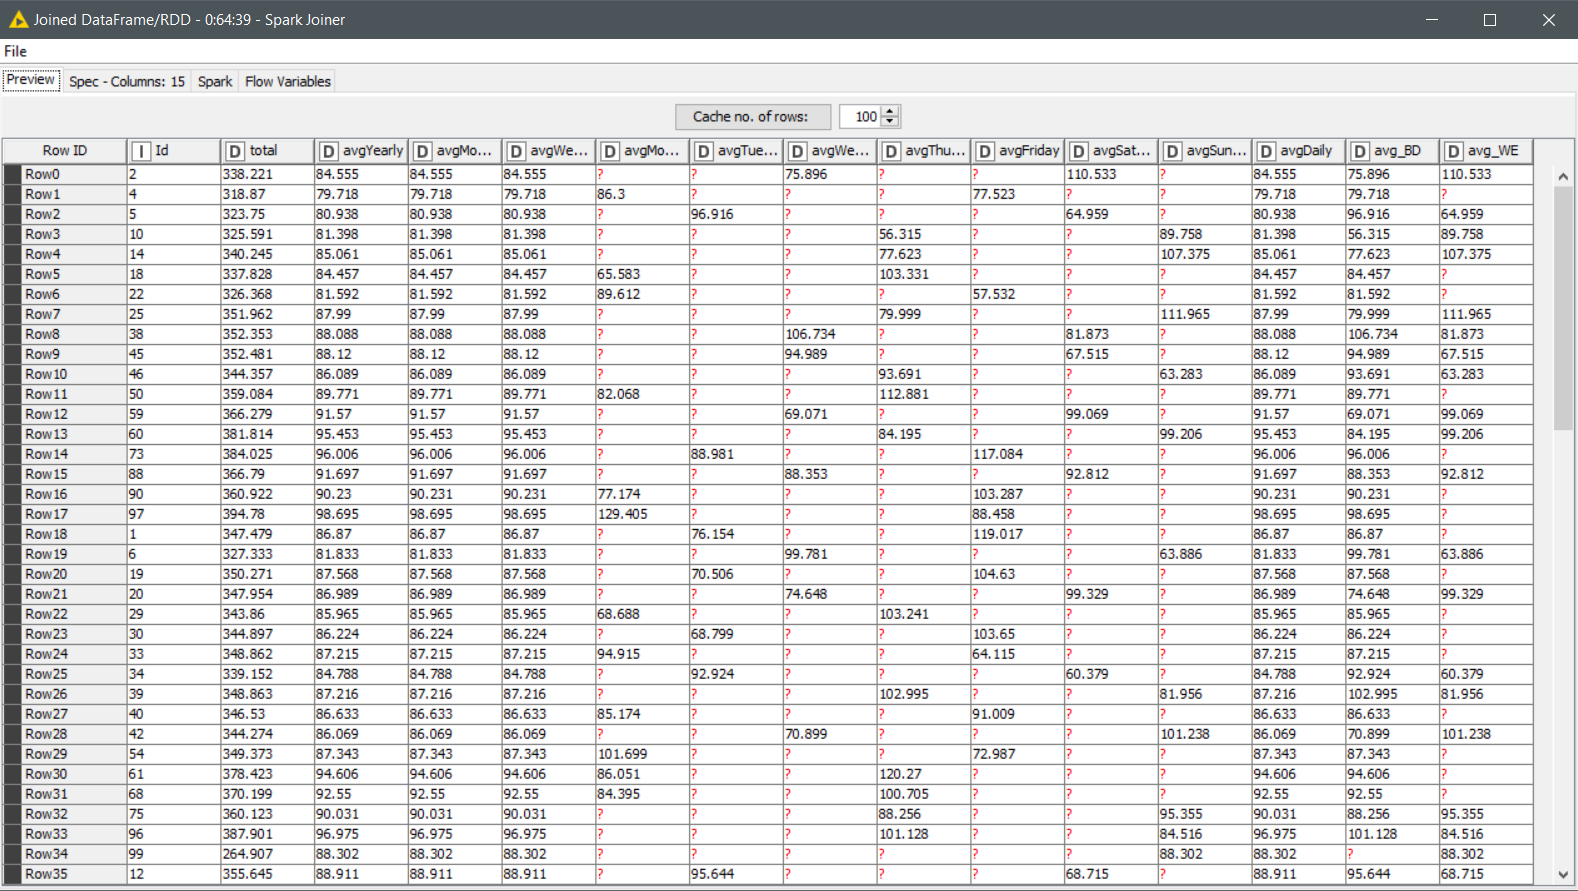 Joined DataFrame/RDD - 0:64:39 - Spark Joiner
File
Preview Spec - Columns: 15 Spark Flow Variables
Cache no. of rows: 100
Row ID I Id D total D avgYearly D avgMo... D avgWe... D avgMo... D avgTue... D avgWe... D avgThu... D avgFriday D avgSat... D avgSun... D avgDaily D avg_BD D avg_WE
Row0 2 338.221 84.555 84.555 84.555 ? ? 75.896 ? ? 110.533 ? 84.555 75.896 110.533
Row1 4 318.87 79.718 79.718 79.718 86.3 ? ? ? 77.523 ? ? 79.718 79.718 ?
Row2 5 323.75 80.938 80.938 80.938 ? 96.916 ? ? ? 64.959 ? 80.938 96.916 64.959
Row3 10 325.591 81.398 81.398 81.398 ? ? ? 56.315 ? ? 89.758 81.398 56.315 89.758
Row4 14 340.245 85.061 85.061 85.061 ? ? ? 77.623 ? ? 107.375 85.061 77.623 107.375
Row5 18 337.828 84.457 84.457 84.457 65.583 ? ? 103.331 ? ? ? 84.457 84.457 ?
Row6 22 326.368 81.592 81.592 81.592 89.612 ? ? ? 57.532 ? ? 81.592 81.592 ?
Row7 25 351.962 87.99 87.99 87.99 ? ? ? 79.999 ? ? 111.965 87.99 79.999 111.965
Row8 38 352.353 88.088 88.088 88.088 ? ? 106.734 ? ? 81.873 ? 88.088 106.734 81.873
Row9 45 352.481 88.12 88.12 88.12 ? ? 94.989 ? ? 67.515 ? 88.12 94.989 67.515
Row10 46 344.357 86.089 86.089 86.089 ? ? ? 93.691 ? ? 63.283 86.089 93.691 63.283
Row11 50 359.084 89.771 89.771 89.771 82.068 ? ? 112.881 ? ? ? 89.771 89.771 ?
Row12 59 366.279 91.57 91.57 91.57 ? ? 69.071 ? ? 99.069 ? 91.57 69.071 99.069
Row13 60 381.814 95.453 95.453 95.453 ? ? ? 84.195 ? ? 99.206 95.453 84.195 99.206
Row14 73 384.025 96.006 96.006 96.006 ? 88.981 ? ? 117.084 ? ? 96.006 96.006 ?
Row15 88 366.79 91.697 91.697 91.697 ? ? 88.353 ? ? 92.812 ? 91.697 88.353 92.812
Row16 90 360.922 90.23 90.231 90.231 77.174 ? ? ? 103.287 ? ? 90.231 90.231 ?
Row17 97 394.78 98.695 98.695 98.695 129.405 ? ? ? 88.458 ? ? 98.695 98.695 ?
Row18 1 347.479 86.87 86.87 86.87 ? 76.154 ? ? 119.017 ? ? 86.87 86.87 ?
Row19 6 327.333 81.833 81.833 81.833 ? ? 99.781 ? ? ? 63.886 81.833 99.781 63.886
Row20 19 350.271 87.568 87.568 87.568 ? 70.506 ? ? 104.63 ? ? 87.568 87.568 ?
Row21 20 347.954 86.989 86.989 86.989 ? ? 74.648 ? ? 99.329 ? 86.989 74.648 99.329
Row22 29 343.86 85.965 85.965 85.965 68.688 ? ? 103.241 ? ? ? 85.965 85.965 ?
Row23 30 344.897 86.224 86.224 86.224 ? 68.799 ? ? 103.65 ? ? 86.224 86.224 ?
Row24 33 348.862 87.215 87.215 87.215 94.915 ? ? ? 64.115 ? ? 87.215 87.215 ?
Row25 34 339.152 84.788 84.788 84.788 ? 92.924 ? ? ? 60.379 ? 84.788 92.924 60.379
Row26 39 348.863 87.216 87.216 87.216 ? ? ? 102.995 ? ? 81.956 87.216 102.995 81.956
Row27 40 346.53 86.633 86.633 86.633 85.174 ? ? ? 91.009 ? ? 86.633 86.633 ?
Row28 42 344.274 86.069 86.069 86.069 ? ? 70.899 ? ? ? 101.238 86.069 70.899 101.238
Row29 54 349.373 87.343 87.343 87.343 101.699 ? ? ? 72.987 ? ? 87.343 87.343 ?
Row30 61 378.423 94.606 94.606 94.606 86.051 ? ? 120.27 ? ? ? 94.606 94.606 ?
Row31 68 370.199 92.55 92.55 92.55 84.395 ? ? 100.705 ? ? ? 92.55 92.55 ?
Row32 75 360.123 90.031 90.031 90.031 ? ? ? 88.256 ? ? 95.355 90.031 88.256 95.355
Row33 96 387.901 96.975 96.975 96.975 ? ? ? 101.128 ? ? 84.516 96.975 101.128 84.516
Row34 99 264.907 88.302 88.302 88.302 ? ? ? ? ? ? 88.302 88.302 ? 88.302
Row35 12 355.645 88.911 88.911 88.911 ? 95.644 ? ? ? 68.715 ? 88.911 95.644 68.715